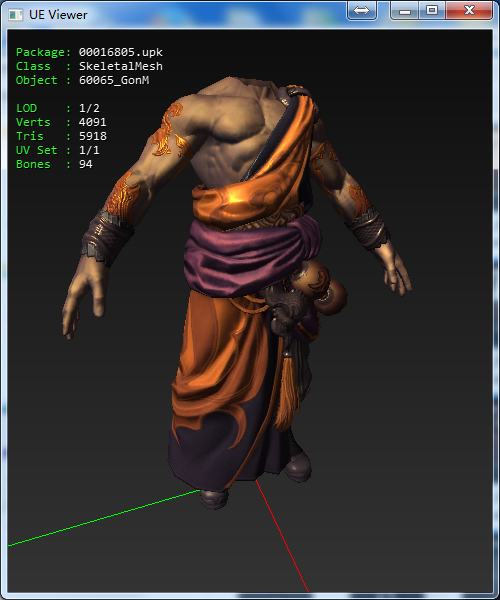 UE Viewer
Package: 00016805.upk
Class : SkeletalMesh
Object : 60065_GonM
LOD : 1/2
Verts : 4091
Tris : 5918
UV Set : 1/1
Bones : 94